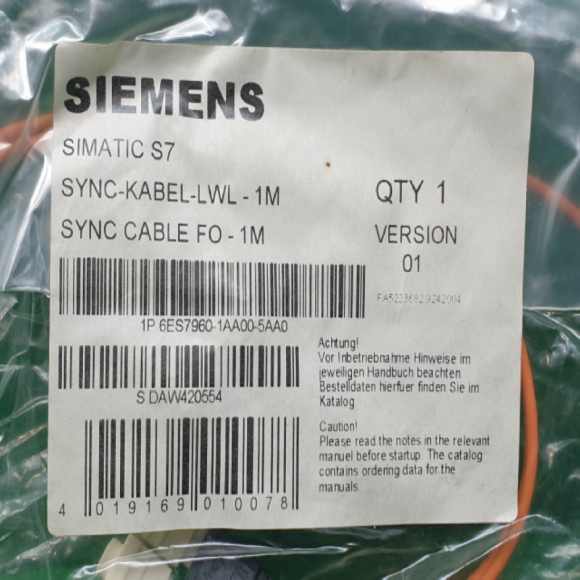 SIEMENS
SIMATIC S7
SYNC-KABEL-LWL - 1M
SYNC CABLE FO - 1M
QTY 1
VERSION
01
1P 6ES7960-1AA00-5AA0
S DAW420554
4 019169 010078
Achtung!
Vor Inbetriebnahme Hinweise im
jeweiligen Handbuch beachten.
Bestelldaten hierfuer finden Sie im
Katalog.
Caution!
Please read the notes in the relevant
manuel before startup. The catalog
contains ordering data for the
manuals.